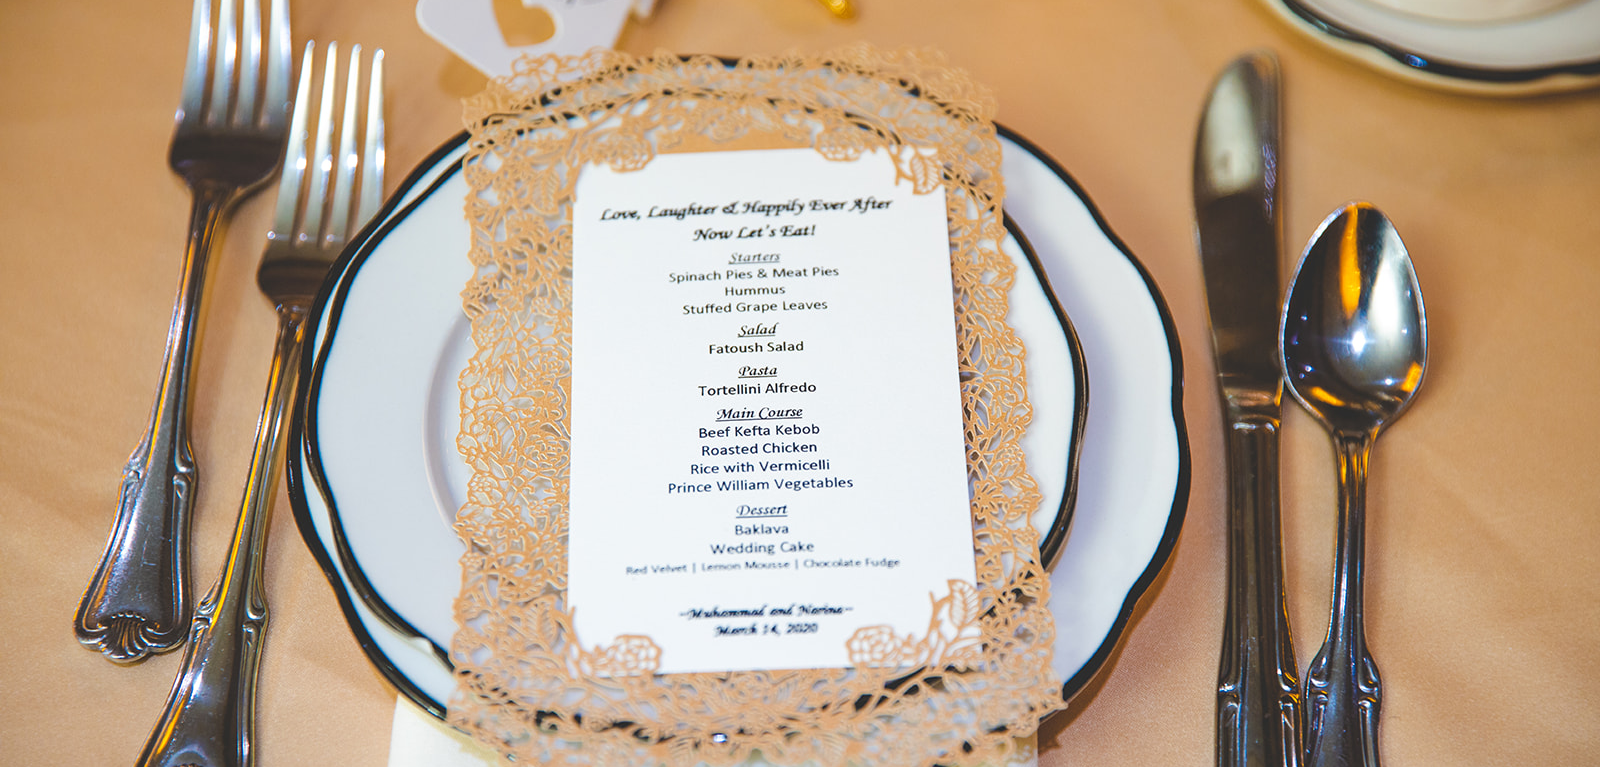 Love, Laughter & Happily Ever After
Now Let's Eat!
Starters
Spinach Pies & Meat Pies
Hummus
Stuffed Grape Leaves
Salad
Fatoush Salad
Pasta
Tortellini Alfredo
Main Course
Beef Kefta Kebob
Roasted Chicken
Rice with Vermicelli
Prince William Vegetables
Dessert
Baklava
Wedding Cake
Red Velvet | Lemon Mousse | Chocolate Fudge
~Muhammad and
March 14, 2020